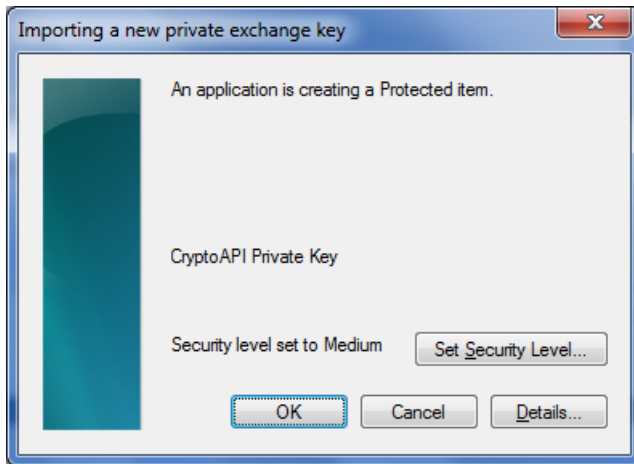 Importing a new private exchange key
An application is creating a Protected item.
CryptoAPI Private Key
Security level set to Medium
Set Security Level...
OK
Cancel
Details...